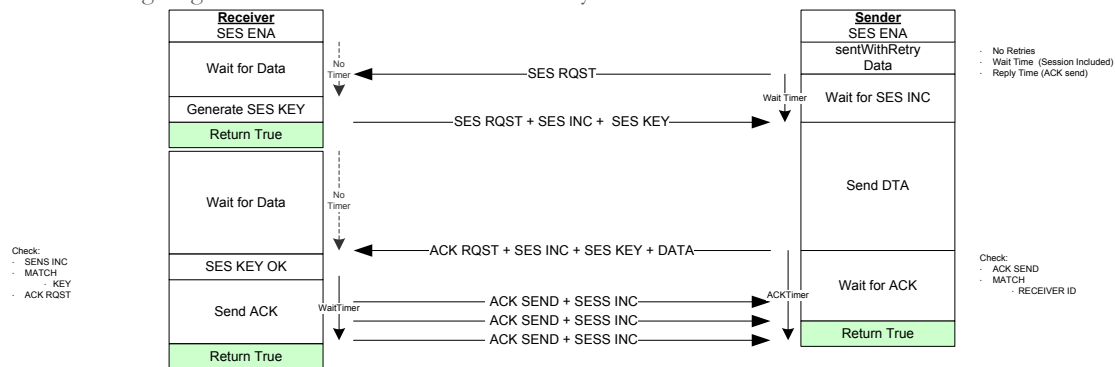 Receiver
SES ENA
Wait for Data
No
Timer
Generate SES KEY
Return True
Wait for Data
No
Timer
SES KEY OK
Send ACK
WaitTimer
Return True
Check:
· SENS INC
· MATCH
· KEY
· ACK RQST
SES RQST
SES RQST + SES INC + SES KEY
ACK RQST + SES INC + SES KEY + DATA
ACK SEND + SESS INC
ACK SEND + SESS INC
ACK SEND + SESS INC
Sender
SES ENA
sentWithRetry
Data
Wait Timer
Wait for SES INC
Send DTA
ACKTimer
Wait for ACK
Return True
· No Retries
· Wait Time (Session Included)
· Reply Time (ACK send)
Check:
· ACK SEND
· MATCH
· RECEIVER ID